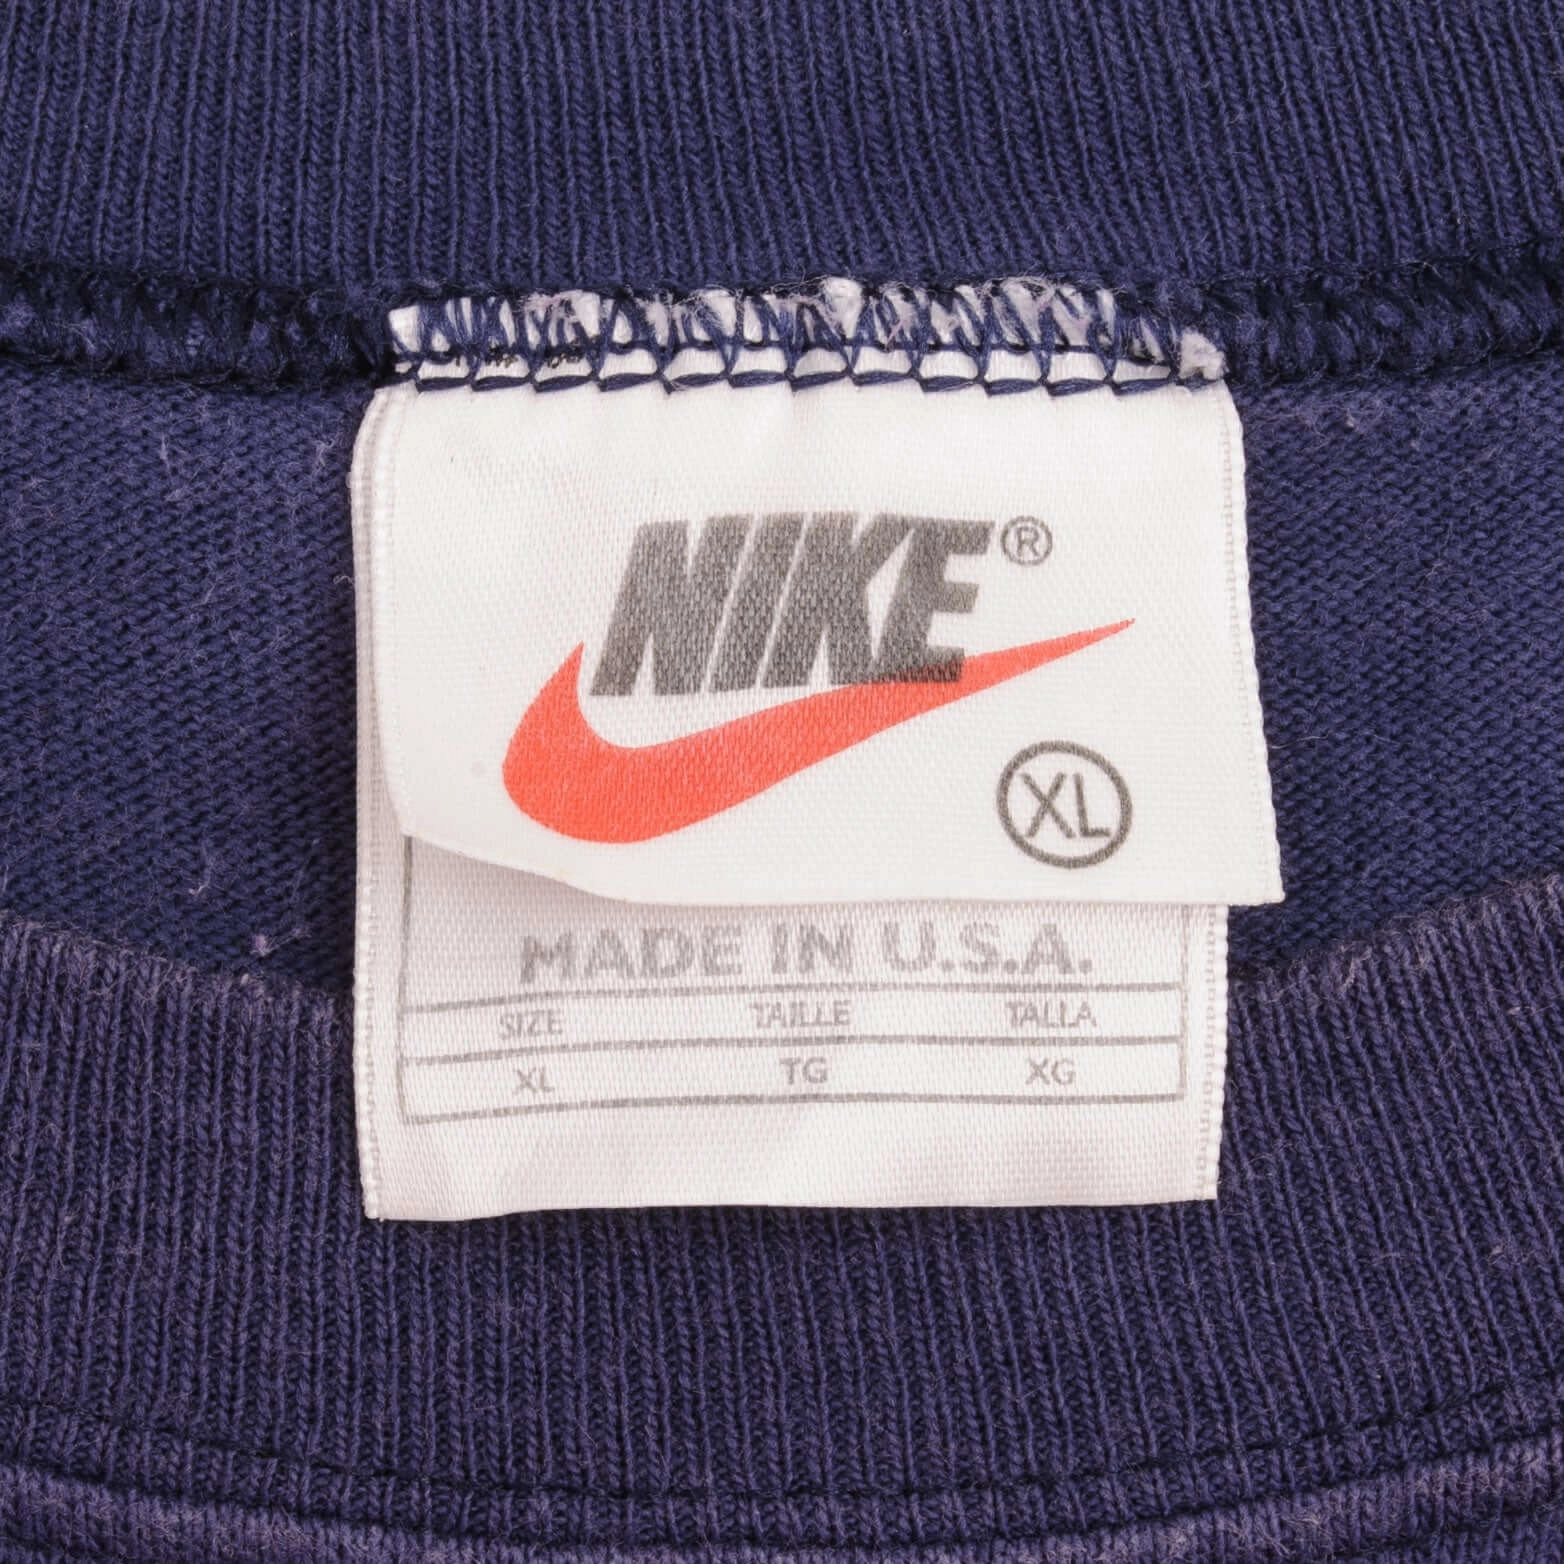 NIKE®
XL
MADE IN U.S.A.
SIZE TAILLE TALLA
XL TG XG